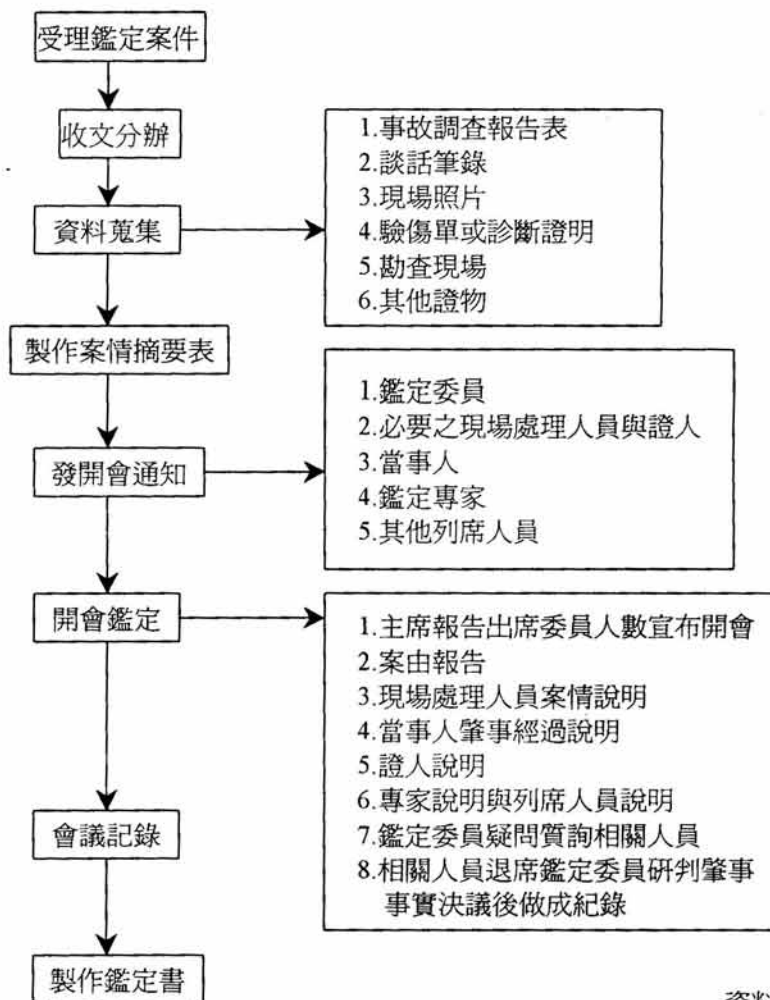 受理鑑定案件
收文分辦
資料蒐集
1.事故調查報告表
2.談話筆錄
3.現場照片
4.驗傷單或診斷證明
5.勘查現場
6.其他證物
製作案情摘要表
發開會通知
1.鑑定委員
2.必要之現場處理人員與證人
3.當事人
4.鑑定專家
5.其他列席人員
開會鑑定
1.主席報告出席委員人數宣布開會
2.案由報告
3.現場處理人員案情說明
4.當事人肇事經過說明
5.證人說明
6.專家說明與列席人員說明
7.鑑定委員疑問質詢相關人員
8.相關人員退席鑑定委員研判肇事
事實決議後做成紀錄
會議記錄
製作鑑定書